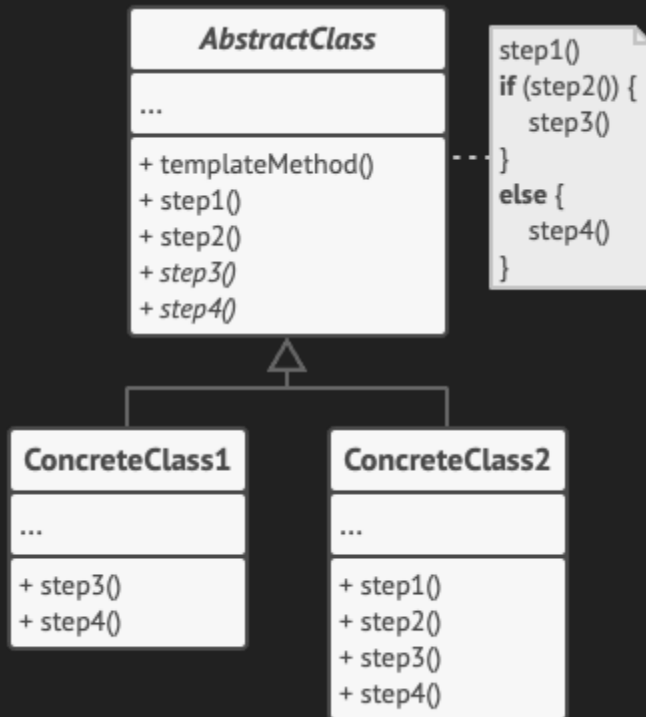 AbstractClass
...
+ templateMethod()
+ step1()
+ step2()
+ step3()
+ step4()
step1()
if (step2()) {
step3()
}
else {
step4()
}
ConcreteClass1
...
+ step3()
+ step4()
ConcreteClass2
...
+ step1()
+ step2()
+ step3()
+ step4()